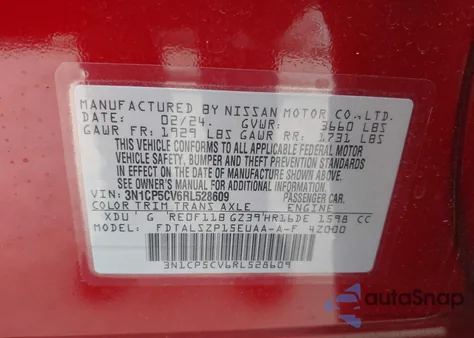 MANUFACTURED BY NISSAN MOTOR CO.,LTD.
DATE: 02/24. GVWR: 3660 LBS
GAWR FR: 1929 LBS GAWR RR: 1731 LBS
THIS VEHICLE CONFORMS TO ALL APPLICABLE FEDERAL MOTOR
VEHICLE SAFETY, BUMPER AND THEFT PREVENTION STANDARDS
IN EFFECT ON THE DATE OF MANUFACTURE SHOWN ABOVE.
SEE OWNER'S MANUAL FOR ADDITIONAL INFORMATION.
VIN: 3N1CP5CV6RL528609 PASSENGER CAR.
COLOR TRIM TRANS AXLE ENGINE
XDU G RE0F11B GZ39 HR16DE 1598 CC
MODEL: FDTALSZP15EUAA-A-F 4Z000
3N1CP5CV6RL528609
autoSnap
BY CARFAST